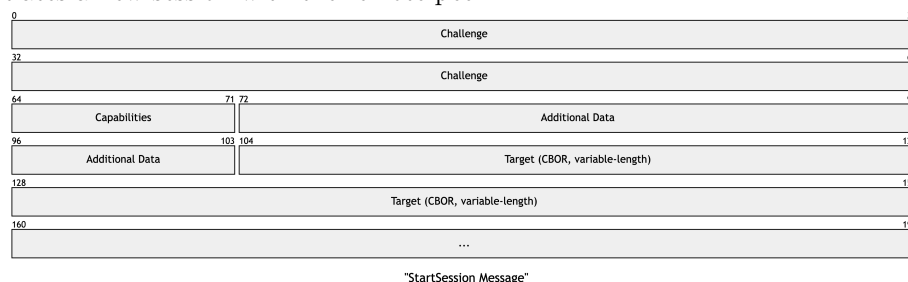 0
Challenge
32
Challenge
64 71 72
Capabilities Additional Data
96 103 104
Additional Data Target (CBOR, variable-length)
128
Target (CBOR, variable-length)
160
...
"StartSession Message"